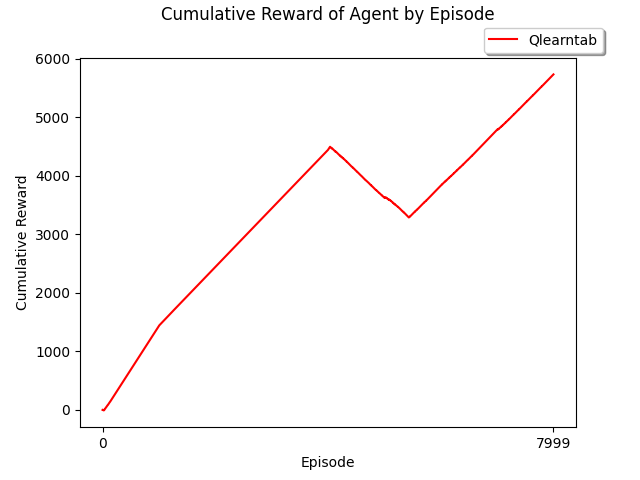 Cumulative Reward of Agent by Episode
Qlearntab
6000
5000
4000
3000
2000
1000
0
Cumulative Reward
0 7999
Episode